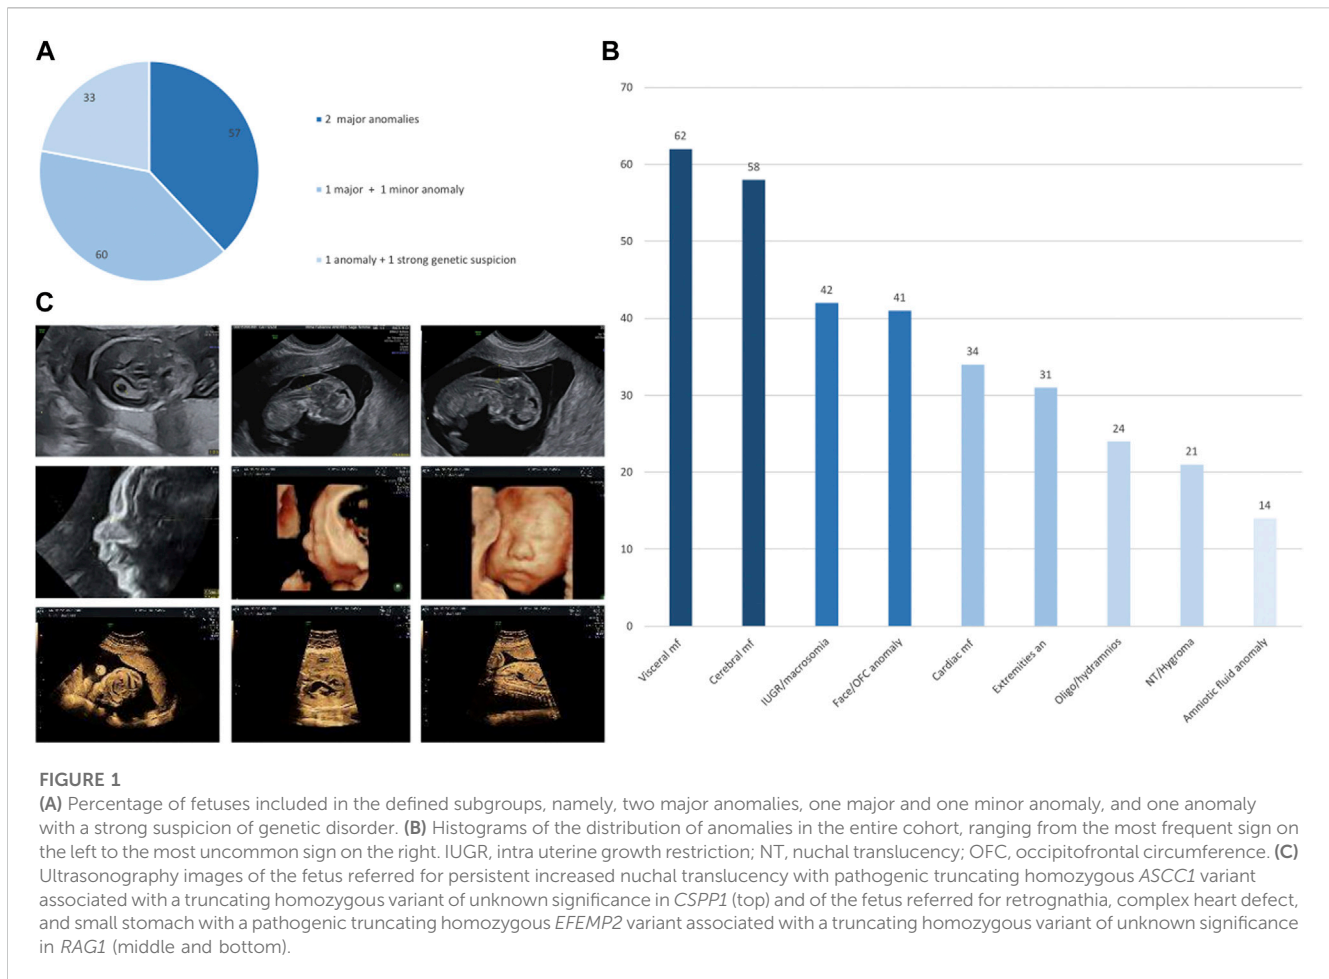 A
33
57
60
2 major anomalies
1 major + 1 minor anomaly
1 anomaly + 1 strong genetic suspicion
B
70
60
50
40
30
20
10
0
62
58
42
41
34
31
24
21
14
Visceral mf
Cerebral mf
IUGR/macrosomia
Face/OFC anomaly
Cardiac mf
Extremities an
Oligo/hydramnios
NT/Hygroma
Amniotic fluid anomaly
C
FIGURE 1
(A) Percentage of fetuses included in the defined subgroups, namely, two major anomalies, one major and one minor anomaly, and one anomaly
with a strong suspicion of genetic disorder. (B) Histograms of the distribution of anomalies in the entire cohort, ranging from the most frequent sign on
the left to the most uncommon sign on the right. IUGR, intra uterine growth restriction; NT, nuchal translucency; OFC, occipitofrontal circumference. (C)
Ultrasonography images of the fetus referred for persistent increased nuchal translucency with pathogenic truncating homozygous ASCC1 variant
associated with a truncating homozygous variant of unknown significance in CSPP1 (top) and of the fetus referred for retrognathia, complex heart defect,
and small stomach with a pathogenic truncating homozygous EFEMP2 variant associated with a truncating homozygous variant of unknown significance
in RAG1 (middle and bottom).